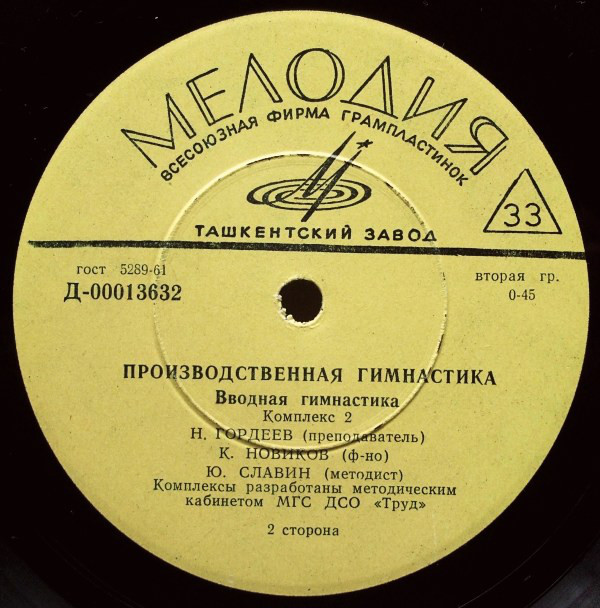 МЕЛОДИЯ
ВСЕСОЮЗНАЯ ФИРМА ГРАМПЛАСТИНОК
ТАШКЕНТСКИЙ ЗАВОД
33
гост 5289-61
Д-00013632
вторая гр.
0-45
ПРОИЗВОДСТВЕННАЯ ГИМНАСТИКА
Вводная гимнастика
Комплекс 2
Н. ГОРДЕЕВ (преподаватель)
К. НОВИКОВ (ф-но)
Ю. СЛАВИН (методист)
Комплексы разработаны методическим
кабинетом МГС ДСО «Труд»
2 сторона